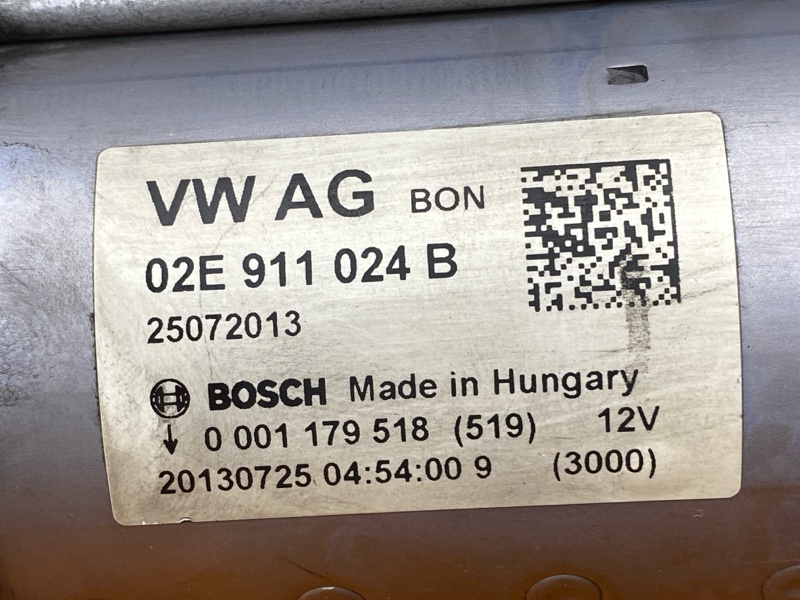 VW AG BON
02E 911 024 B
25072013
BOSCH Made in Hungary
↓ 0 001 179 518 (519) 12V
20130725 04:54:00 9 (3000)